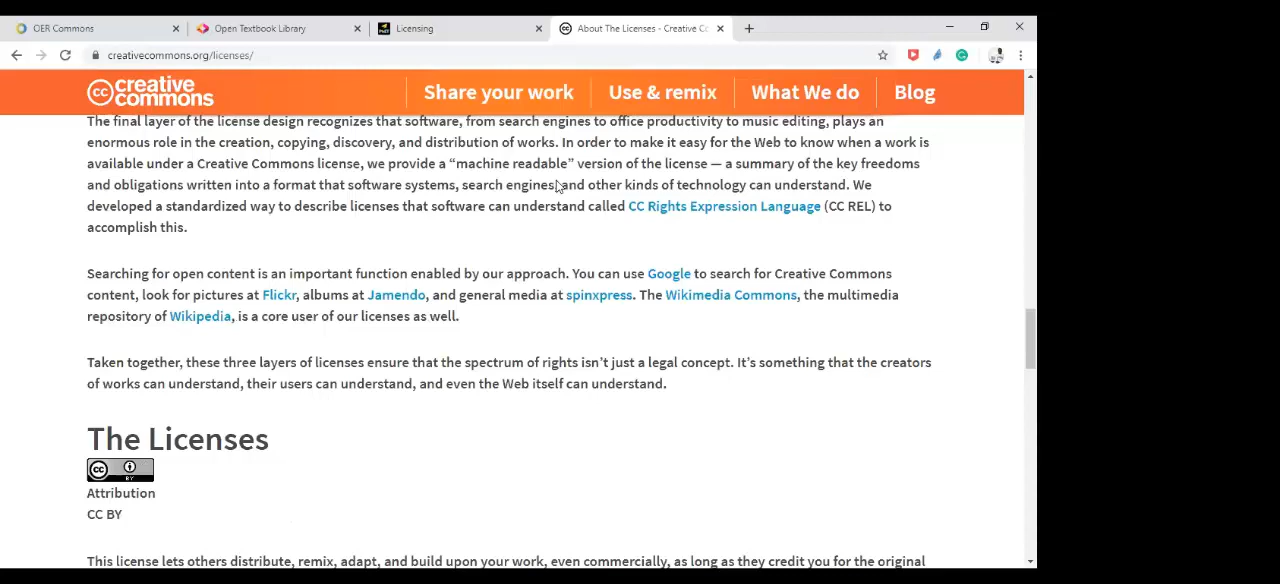 OER Commons
Open Textbook Library
Licensing
About The Licenses - Creative Co
creativecommons.org/licenses/
cc creative commons
Share your work
Use & remix
What We do
Blog
The final layer of the license design recognizes that software, from search engines to office productivity to music editing, plays an
enormous role in the creation, copying, discovery, and distribution of works. In order to make it easy for the Web to know when a work is
available under a Creative Commons license, we provide a “machine readable” version of the license — a summary of the key freedoms
and obligations written into a format that software systems, search engines, and other kinds of technology can understand. We
developed a standardized way to describe licenses that software can understand called CC Rights Expression Language (CC REL) to
accomplish this.
Searching for open content is an important function enabled by our approach. You can use Google to search for Creative Commons
content, look for pictures at Flickr, albums at Jamendo, and general media at spinxpress. The Wikimedia Commons, the multimedia
repository of Wikipedia, is a core user of our licenses as well.
Taken together, these three layers of licenses ensure that the spectrum of rights isn’t just a legal concept. It’s something that the creators
of works can understand, their users can understand, and even the Web itself can understand.
The Licenses
cc BY
Attribution
CC BY
This license lets others distribute, remix, adapt, and build upon your work, even commercially, as long as they credit you for the original